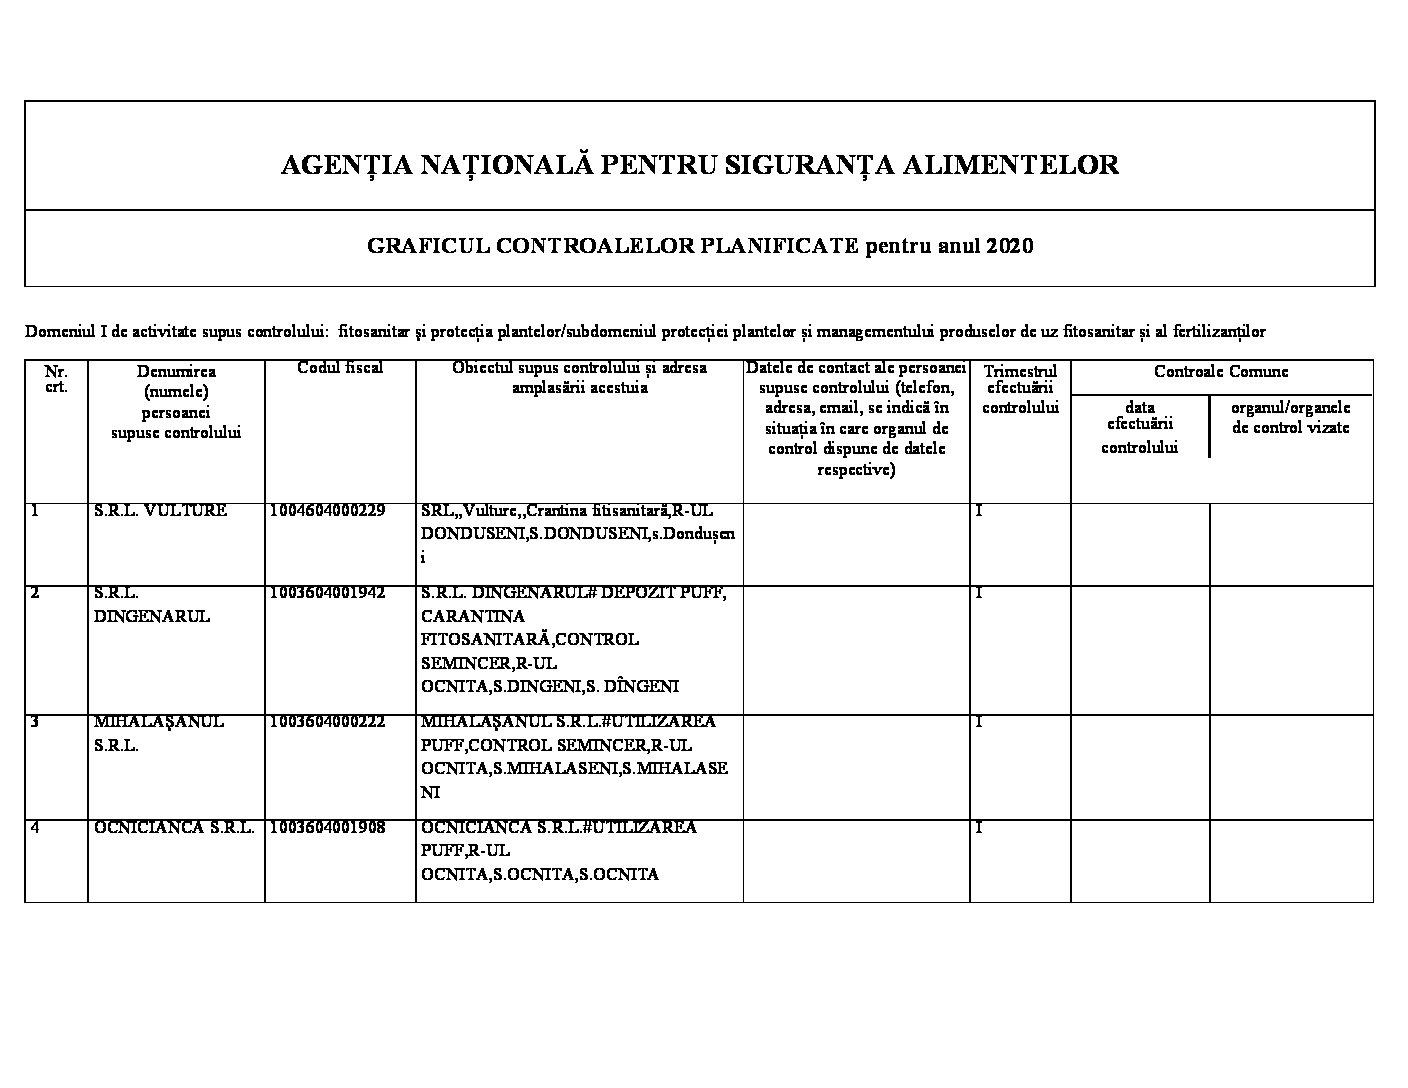 AGENȚIA NAȚIONALĂ PENTRU SIGURANȚA ALIMENTELOR
GRAFICUL CONTROALELOR PLANIFICATE pentru anul 2020
Domeniul I de activitate supus controlului:  fitosanitar și protecția plantelor/subdomeniul protecției plantelor și managementului produselor de uz fitosanitar și al fertilizanților
Nr.
crt.
Denumirea
(numele)
persoanei
supuse controlului
Codul fiscal
Obiectul supus controlului și adresa
amplasării acestuia
Datele de contact ale persoanei
supuse controlului (telefon,
adresa, email, se indică în
situația în care organul de
control dispune de datele
respective)
Trimestrul
efectuării
controlului
Controale Comune
data
efectuării
controlului
organul/organele
de control vizate
1
S.R.L. VULTURE
1004604000229
SRL,,Vulture,,Crantina fitisanitară,R-UL
DONDUSENI,S.DONDUSENI,s.Dondușen
i
I
2
S.R.L.
DINGENARUL
1003604001942
S.R.L. DINGENARUL# DEPOZIT PUFF,
CARANTINA
FITOSANITARĂ,CONTROL
SEMINCER,R-UL
OCNITA,S.DINGENI,S. DÎNGENI
I
3
MIHALAȘANUL
S.R.L.
1003604000222
MIHALAȘANUL S.R.L.#UTILIZAREA
PUFF,CONTROL SEMINCER,R-UL
OCNITA,S.MIHALASENI,S.MIHALASE
NI
I
4
OCNICIANCA S.R.L.
1003604001908
OCNICIANCA S.R.L.#UTILIZAREA
PUFF,R-UL
OCNITA,S.OCNITA,S.OCNITA
I